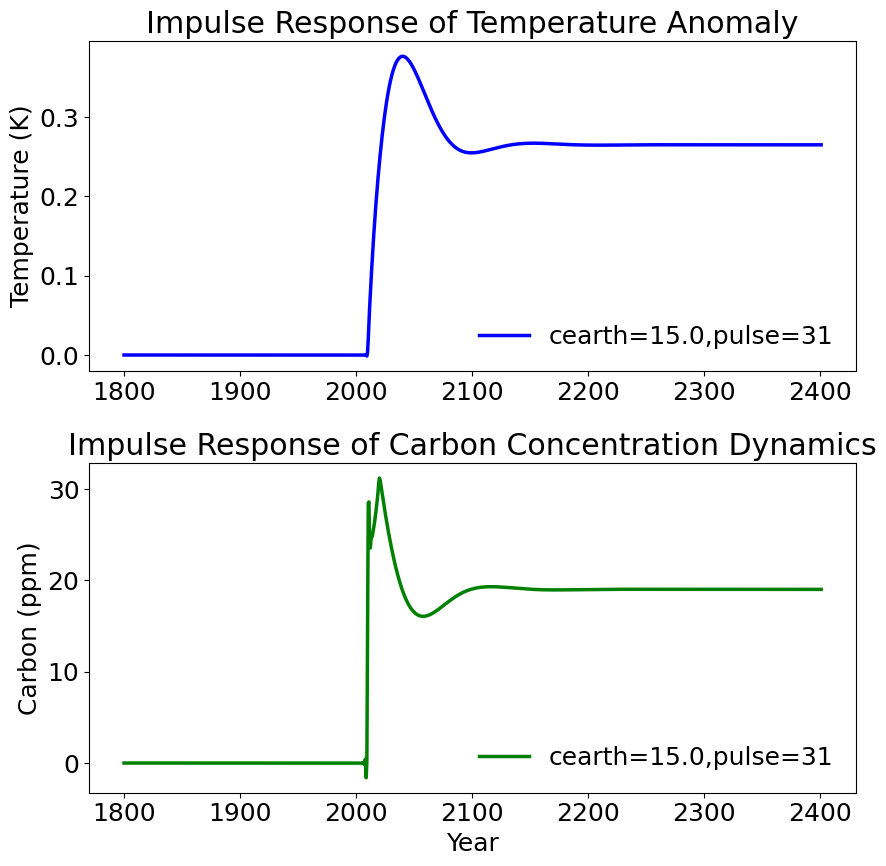 Impulse Response of Temperature Anomaly
Temperature (K)
0.3
0.2
0.1
0.0
cearth=15.0,pulse=31
1800 1900 2000 2100 2200 2300 2400
Impulse Response of Carbon Concentration Dynamics
Carbon (ppm)
30
20
10
0
cearth=15.0,pulse=31
1800 1900 2000 2100 2200 2300 2400
Year